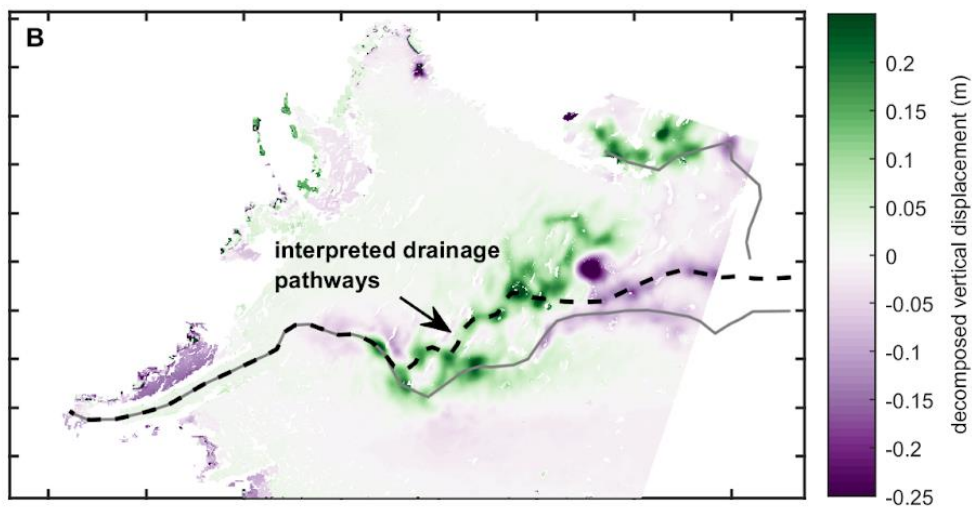 B
interpreted drainage
pathways
0.2
0.15
0.1
0.05
0
-0.05
-0.1
-0.15
-0.2
-0.25
decomposed vertical displacement (m)